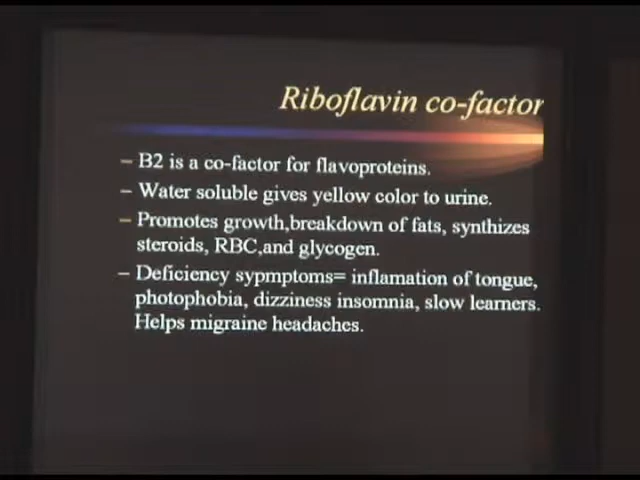 Riboflavin co-factor
– B2 is a co-factor for flavoproteins.
– Water soluble gives yellow color to urine.
– Promotes growth,breakdown of fats, synthizes
steroids, RBC,and glycogen.
– Deficiency sypmptoms= inflamation of tongue,
photophobia, dizziness insomnia, slow learners.
Helps migraine headaches.